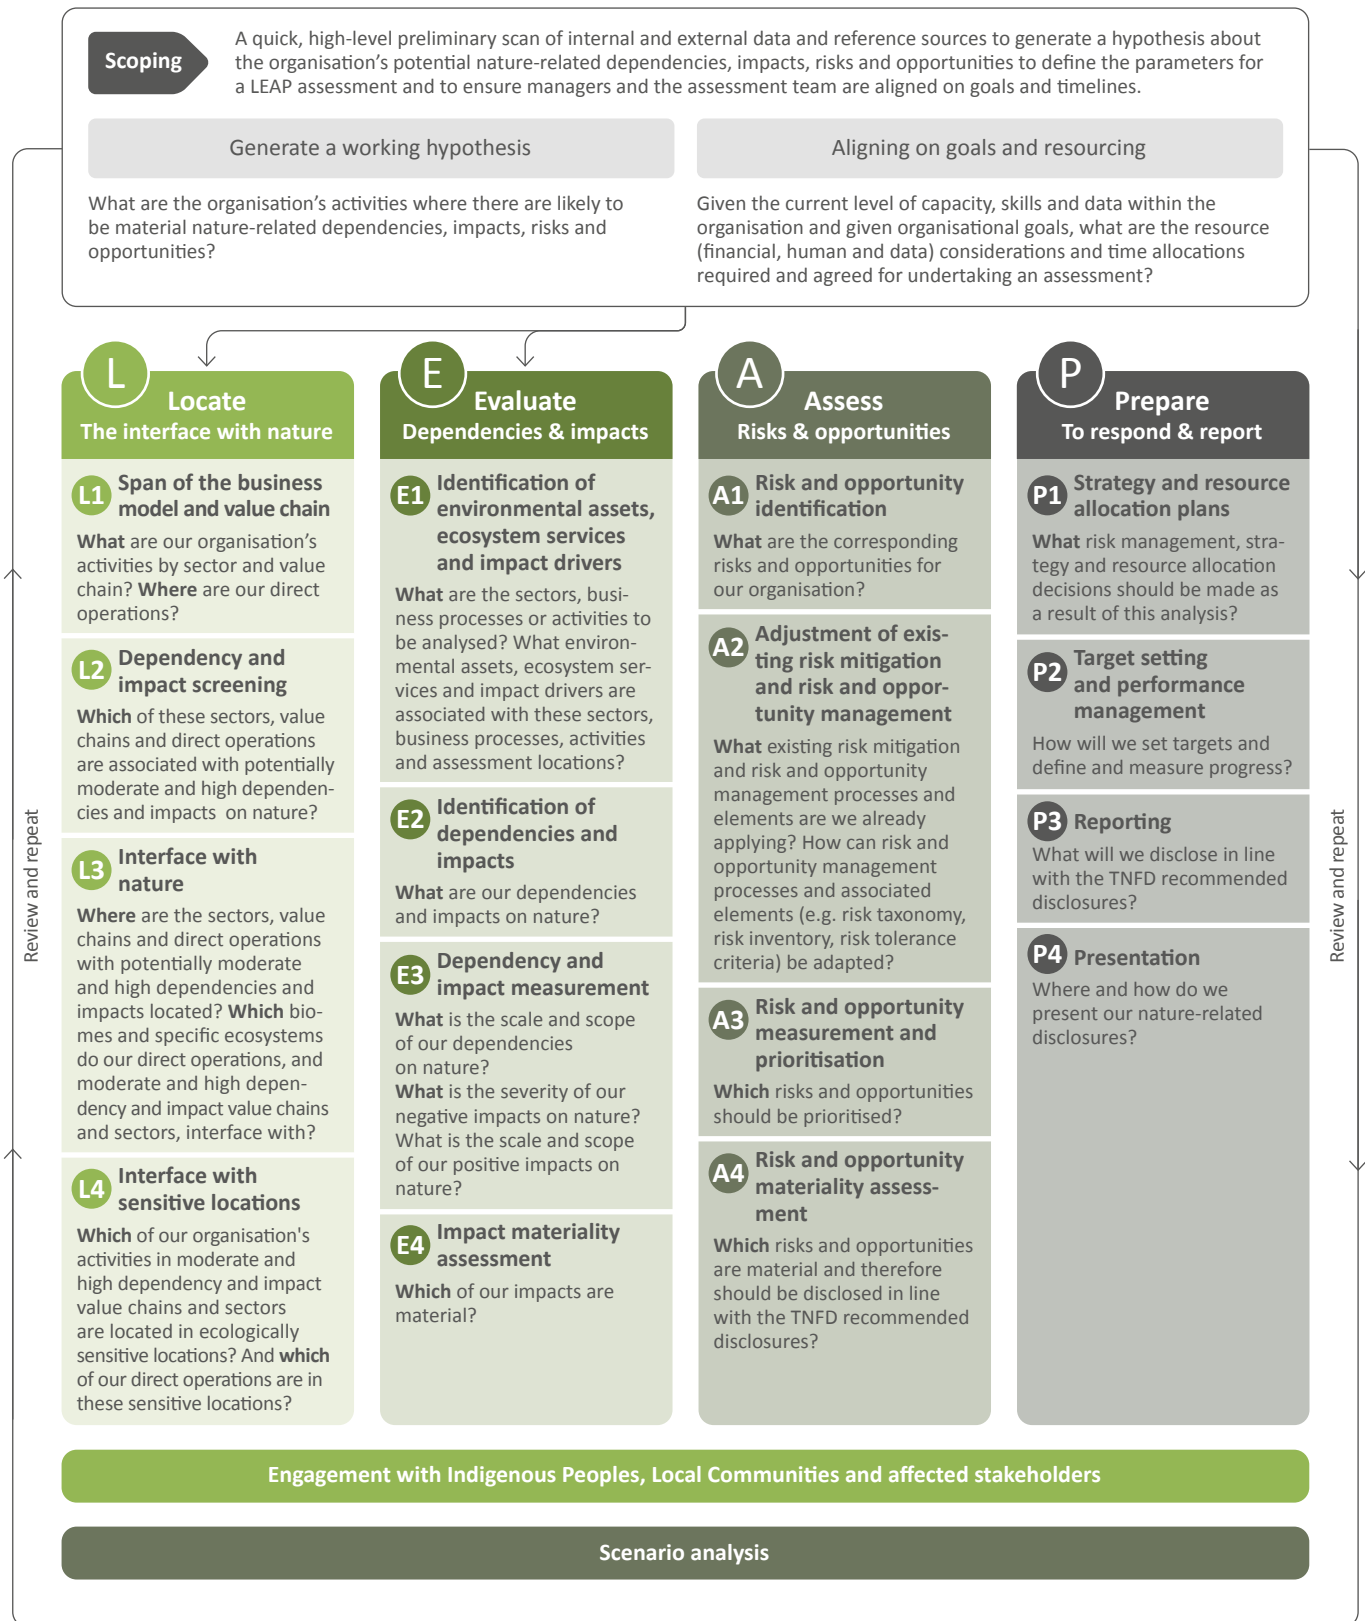 Scoping
A quick, high-level preliminary scan of internal and external data and reference sources to generate a hypothesis about
the organisation's potential nature-related dependencies, impacts, risks and opportunities to define the parameters for
a LEAP assessment and to ensure managers and the assessment team are aligned on goals and timelines.
Generate a working hypothesis
What are the organisation's activities where there are likely to
be material nature-related dependencies, impacts, risks and
opportunities?
Aligning on goals and resourcing
Given the current level of capacity, skills and data within the
organisation and given organisational goals, what are the resource
(financial, human and data) considerations and time allocations
required and agreed for undertaking an assessment?
Review and repeat
L
Locate
The interface with nature
L1
Span of the business
model and value chain
What are our organisation's
activities by sector and value
chain? Where are our direct
operations?
L2
Dependency and
impact screening
Which of these sectors, value
chains and direct operations
are associated with potentially
moderate and high dependen-
cies and impacts on nature?
L3
Interface with
nature
Where are the sectors, value
chains and direct operations
with potentially moderate
and high dependencies and
impacts located? Which bio-
mes and specific ecosystems
do our direct operations, and
moderate and high depen-
dency and impact value chains
and sectors, interface with?
L4
Interface with
sensitive locations
Which of our organisation's
activities in moderate and
high dependency and impact
value chains and sectors
are located in ecologically
sensitive locations? And which
of our direct operations are in
these sensitive locations?
E
Evaluate
Dependencies & impacts
E1
Identification of
environmental assets,
ecosystem services
and impact drivers
What are the sectors, busi-
ness processes or activities to
be analysed? What environ-
mental assets, ecosystem ser-
vices and impact drivers are
associated with these sectors,
business processes, activities
and assessment locations?
E2
Identification of
dependencies and
impacts
What are our dependencies
and impacts on nature?
E3
Dependency and
impact measurement
What is the scale and scope
of our dependencies
on nature?
What is the severity of our
negative impacts on nature?
What is the scale and scope
of our positive impacts on
nature?
E4
Impact materiality
assessment
Which of our impacts are
material?
A
Assess
Risks & opportunities
A1
Risk and opportunity
identification
What are the corresponding
risks and opportunities for
our organisation?
A2
Adjustment of exis-
ting risk mitigation
and risk and oppor-
tunity management
What existing risk mitigation
and risk and opportunity
management processes and
elements are we already
applying? How can risk and
opportunity management
processes and associated
elements (e.g. risk taxonomy,
risk inventory, risk tolerance
criteria) be adapted?
A3
Risk and opportunity
measurement and
prioritisation
Which risks and opportunities
should be prioritised?
A4
Risk and opportunity
materiality assess-
ment
Which risks and opportunities
are material and therefore
should be disclosed in line
with the TNFD recommended
disclosures?
P
Prepare
To respond & report
P1
Strategy and resource
allocation plans
What risk management, stra-
tegy and resource allocation
decisions should be made as
a result of this analysis?
P2
Target setting
and performance
management
How will we set targets and
define and measure progress?
P3
Reporting
What will we disclose in line
with the TNFD recommended
disclosures?
P4
Presentation
Where and how do we
present our nature-related
disclosures?
Review and repeat
Engagement with Indigenous Peoples, Local Communities and affected stakeholders
Scenario analysis